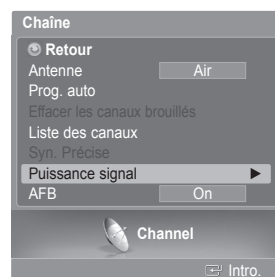 Chaîne
Retour
Antenne Air
Prog. auto
Effacer les canaux brouillés
Liste des canaux
Syn. Précise
Puissance signal
AFB On
Channel
Intro.